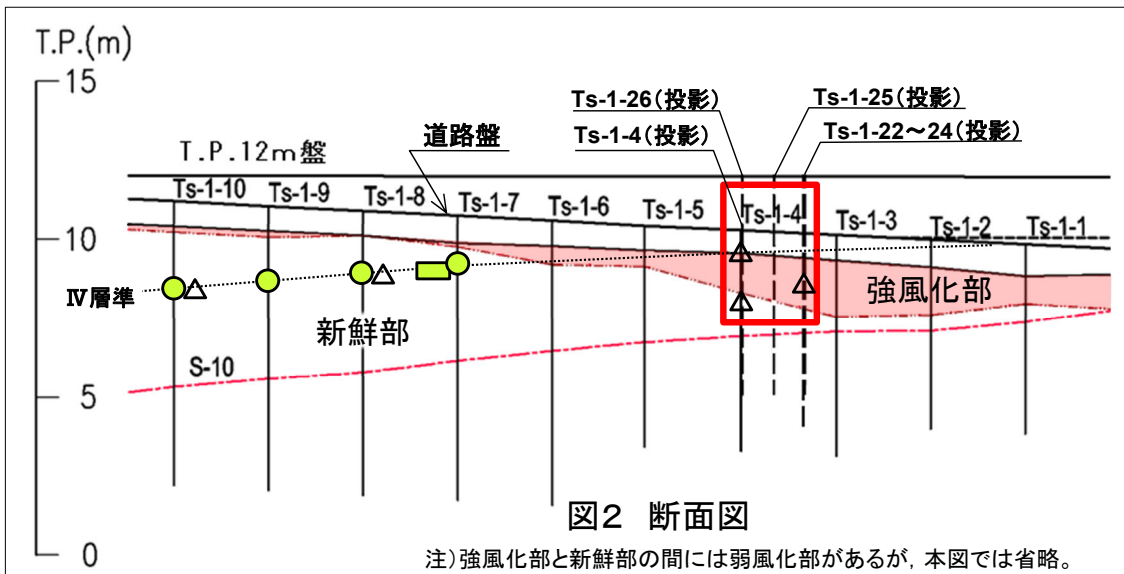 T.P.(m)
15
Ts-1-26(投影)
Ts-1-25(投影)
Ts-1-4(投影)
Ts-1-22~24(投影)
道路盤
T.P.12m盤
Ts-1-10
Ts-1-9
Ts-1-8
Ts-1-7
Ts-1-6
Ts-1-5
Ts-1-4
Ts-1-3
Ts-1-2
Ts-1-1
10
Ⅳ層準
新鮮部
強風化部
S-10
5
図2 断面図
0
注)強風化部と新鮮部の間には弱風化部があるが,本図では省略。